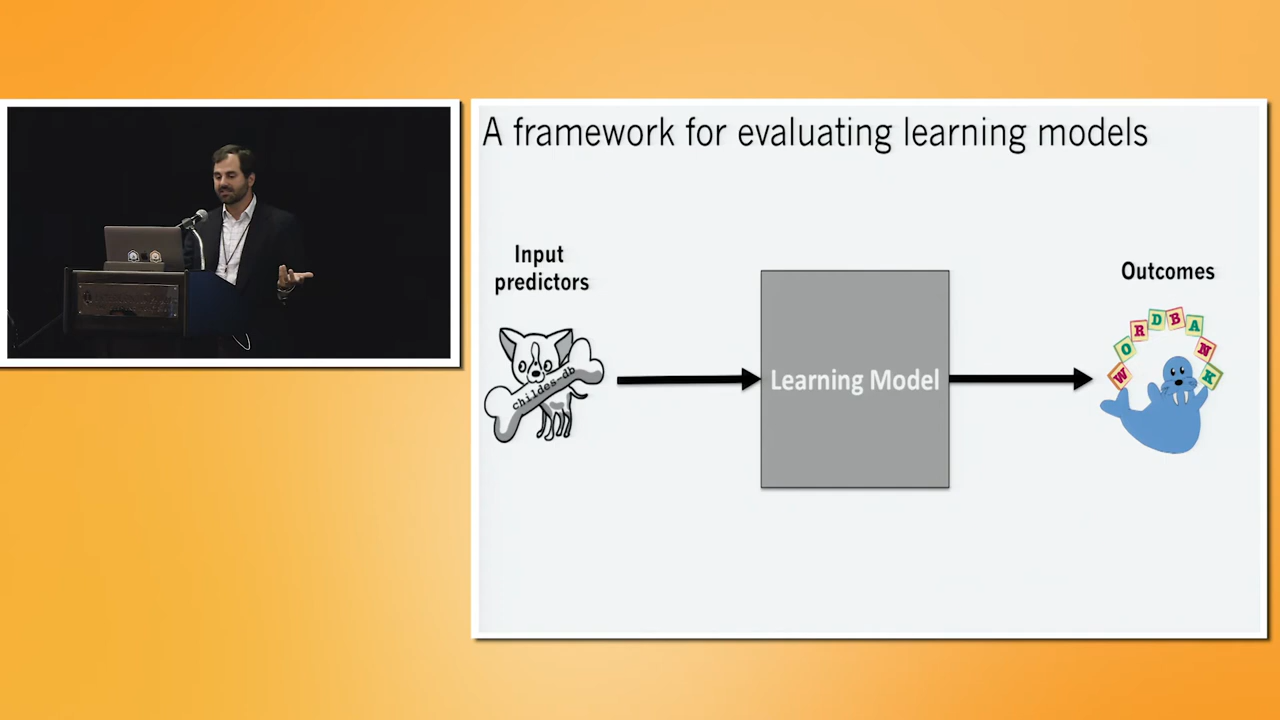 A framework for evaluating learning models
Input
predictors
childes-db
Learning Model
Outcomes
WORDBANK